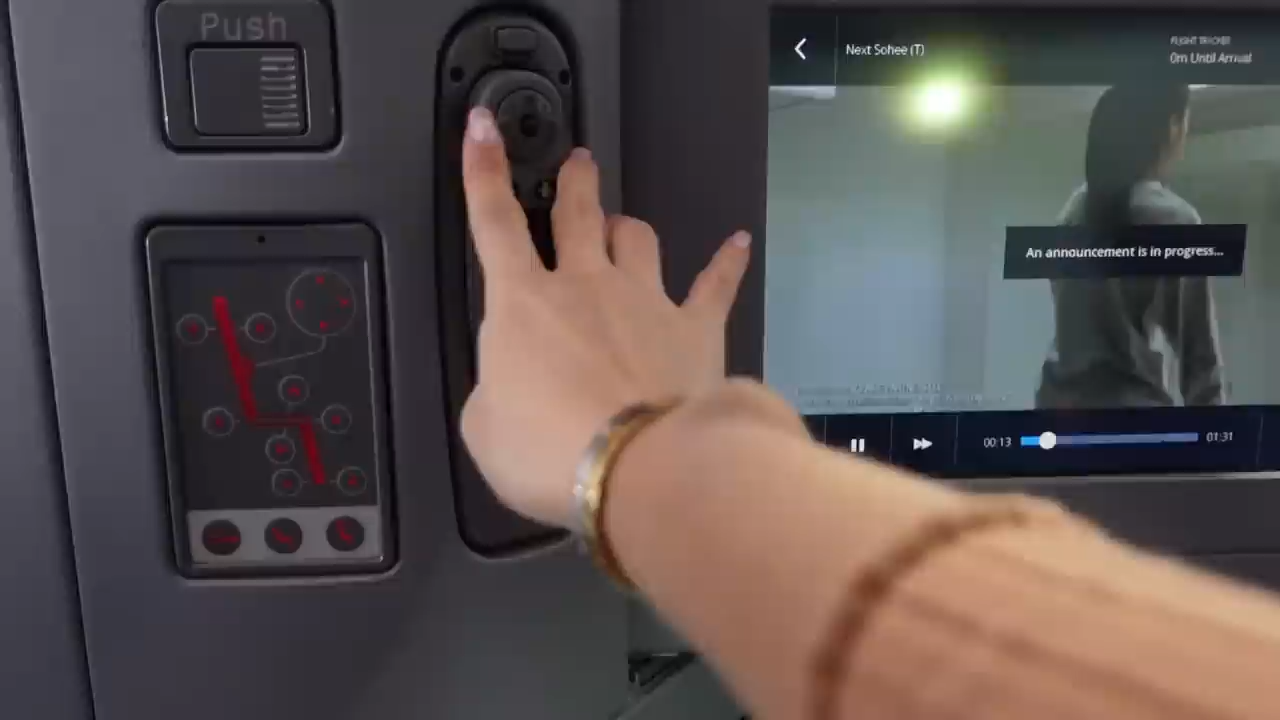 Push
Next Sohee (T)
FLIGHT TRACKER
0m Until Arrival
An announcement is in progress...
00:13
01:31